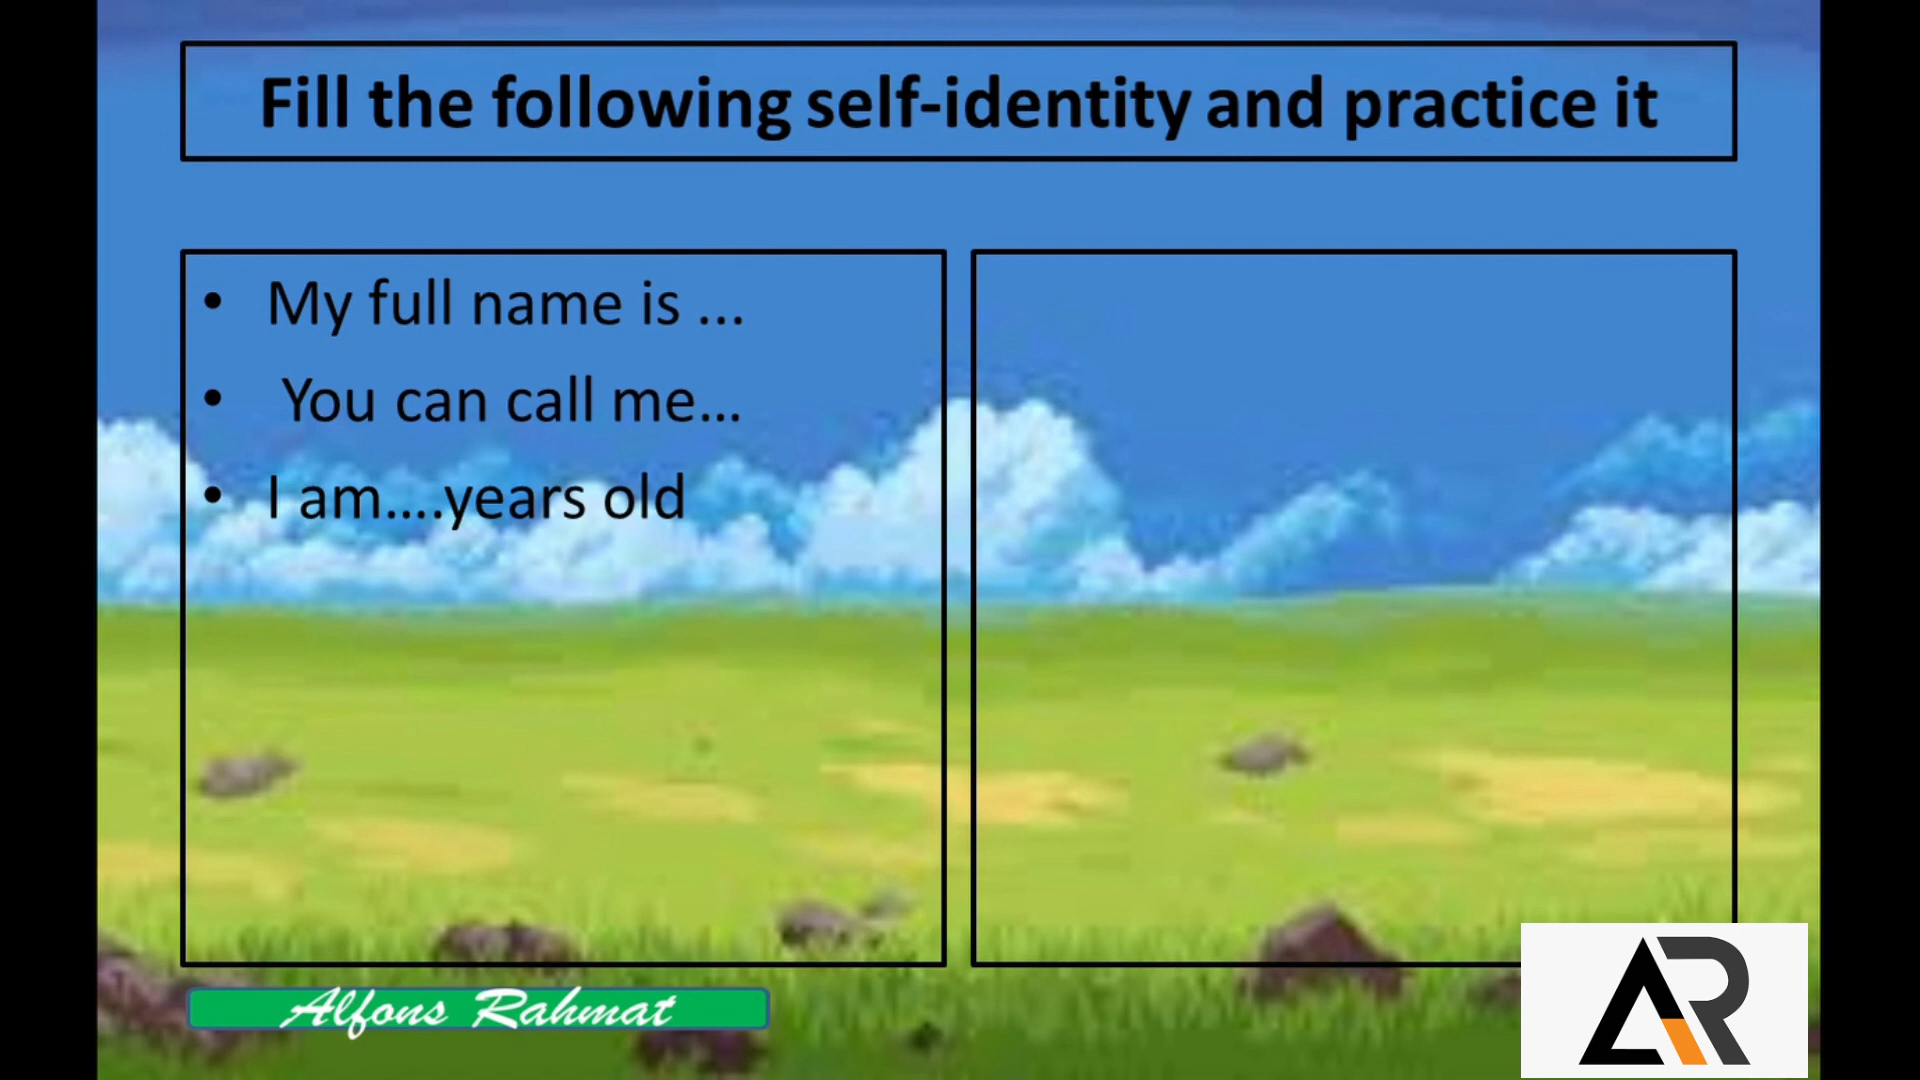 Fill the following self-identity and practice it
• My full name is ...
• You can call me...
• I am....years old
Alfons Rahmat
AR